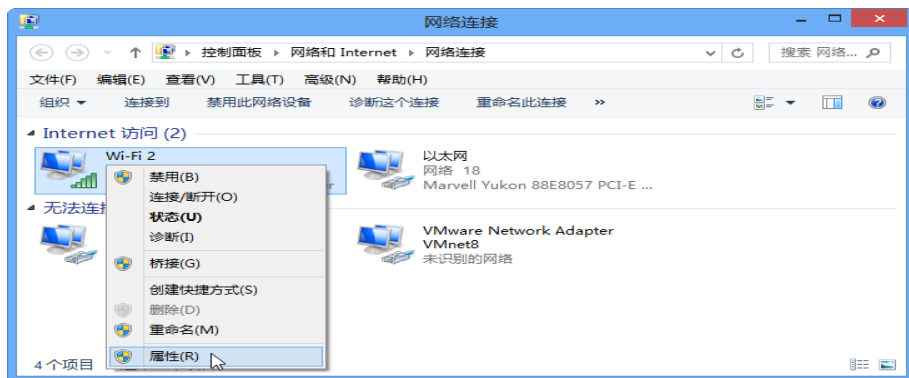 网络连接
控制面板 ▸ 网络和 Internet ▸ 网络连接
搜索 网络...
文件(F) 编辑(E) 查看(V) 工具(T) 高级(N) 帮助(H)
组织 连接到 禁用此网络设备 诊断这个连接 重命名此连接 »
Internet 访问 (2)
Wi-Fi 2
以太网
网络 18
Marvell Yukon 88E8057 PCI-E ...
禁用(B)
连接/断开(O)
状态(U)
诊断(I)
桥接(G)
创建快捷方式(S)
删除(D)
重命名(M)
属性(R)
无法连接
VMware Network Adapter
VMnet8
未识别的网络
4 个项目